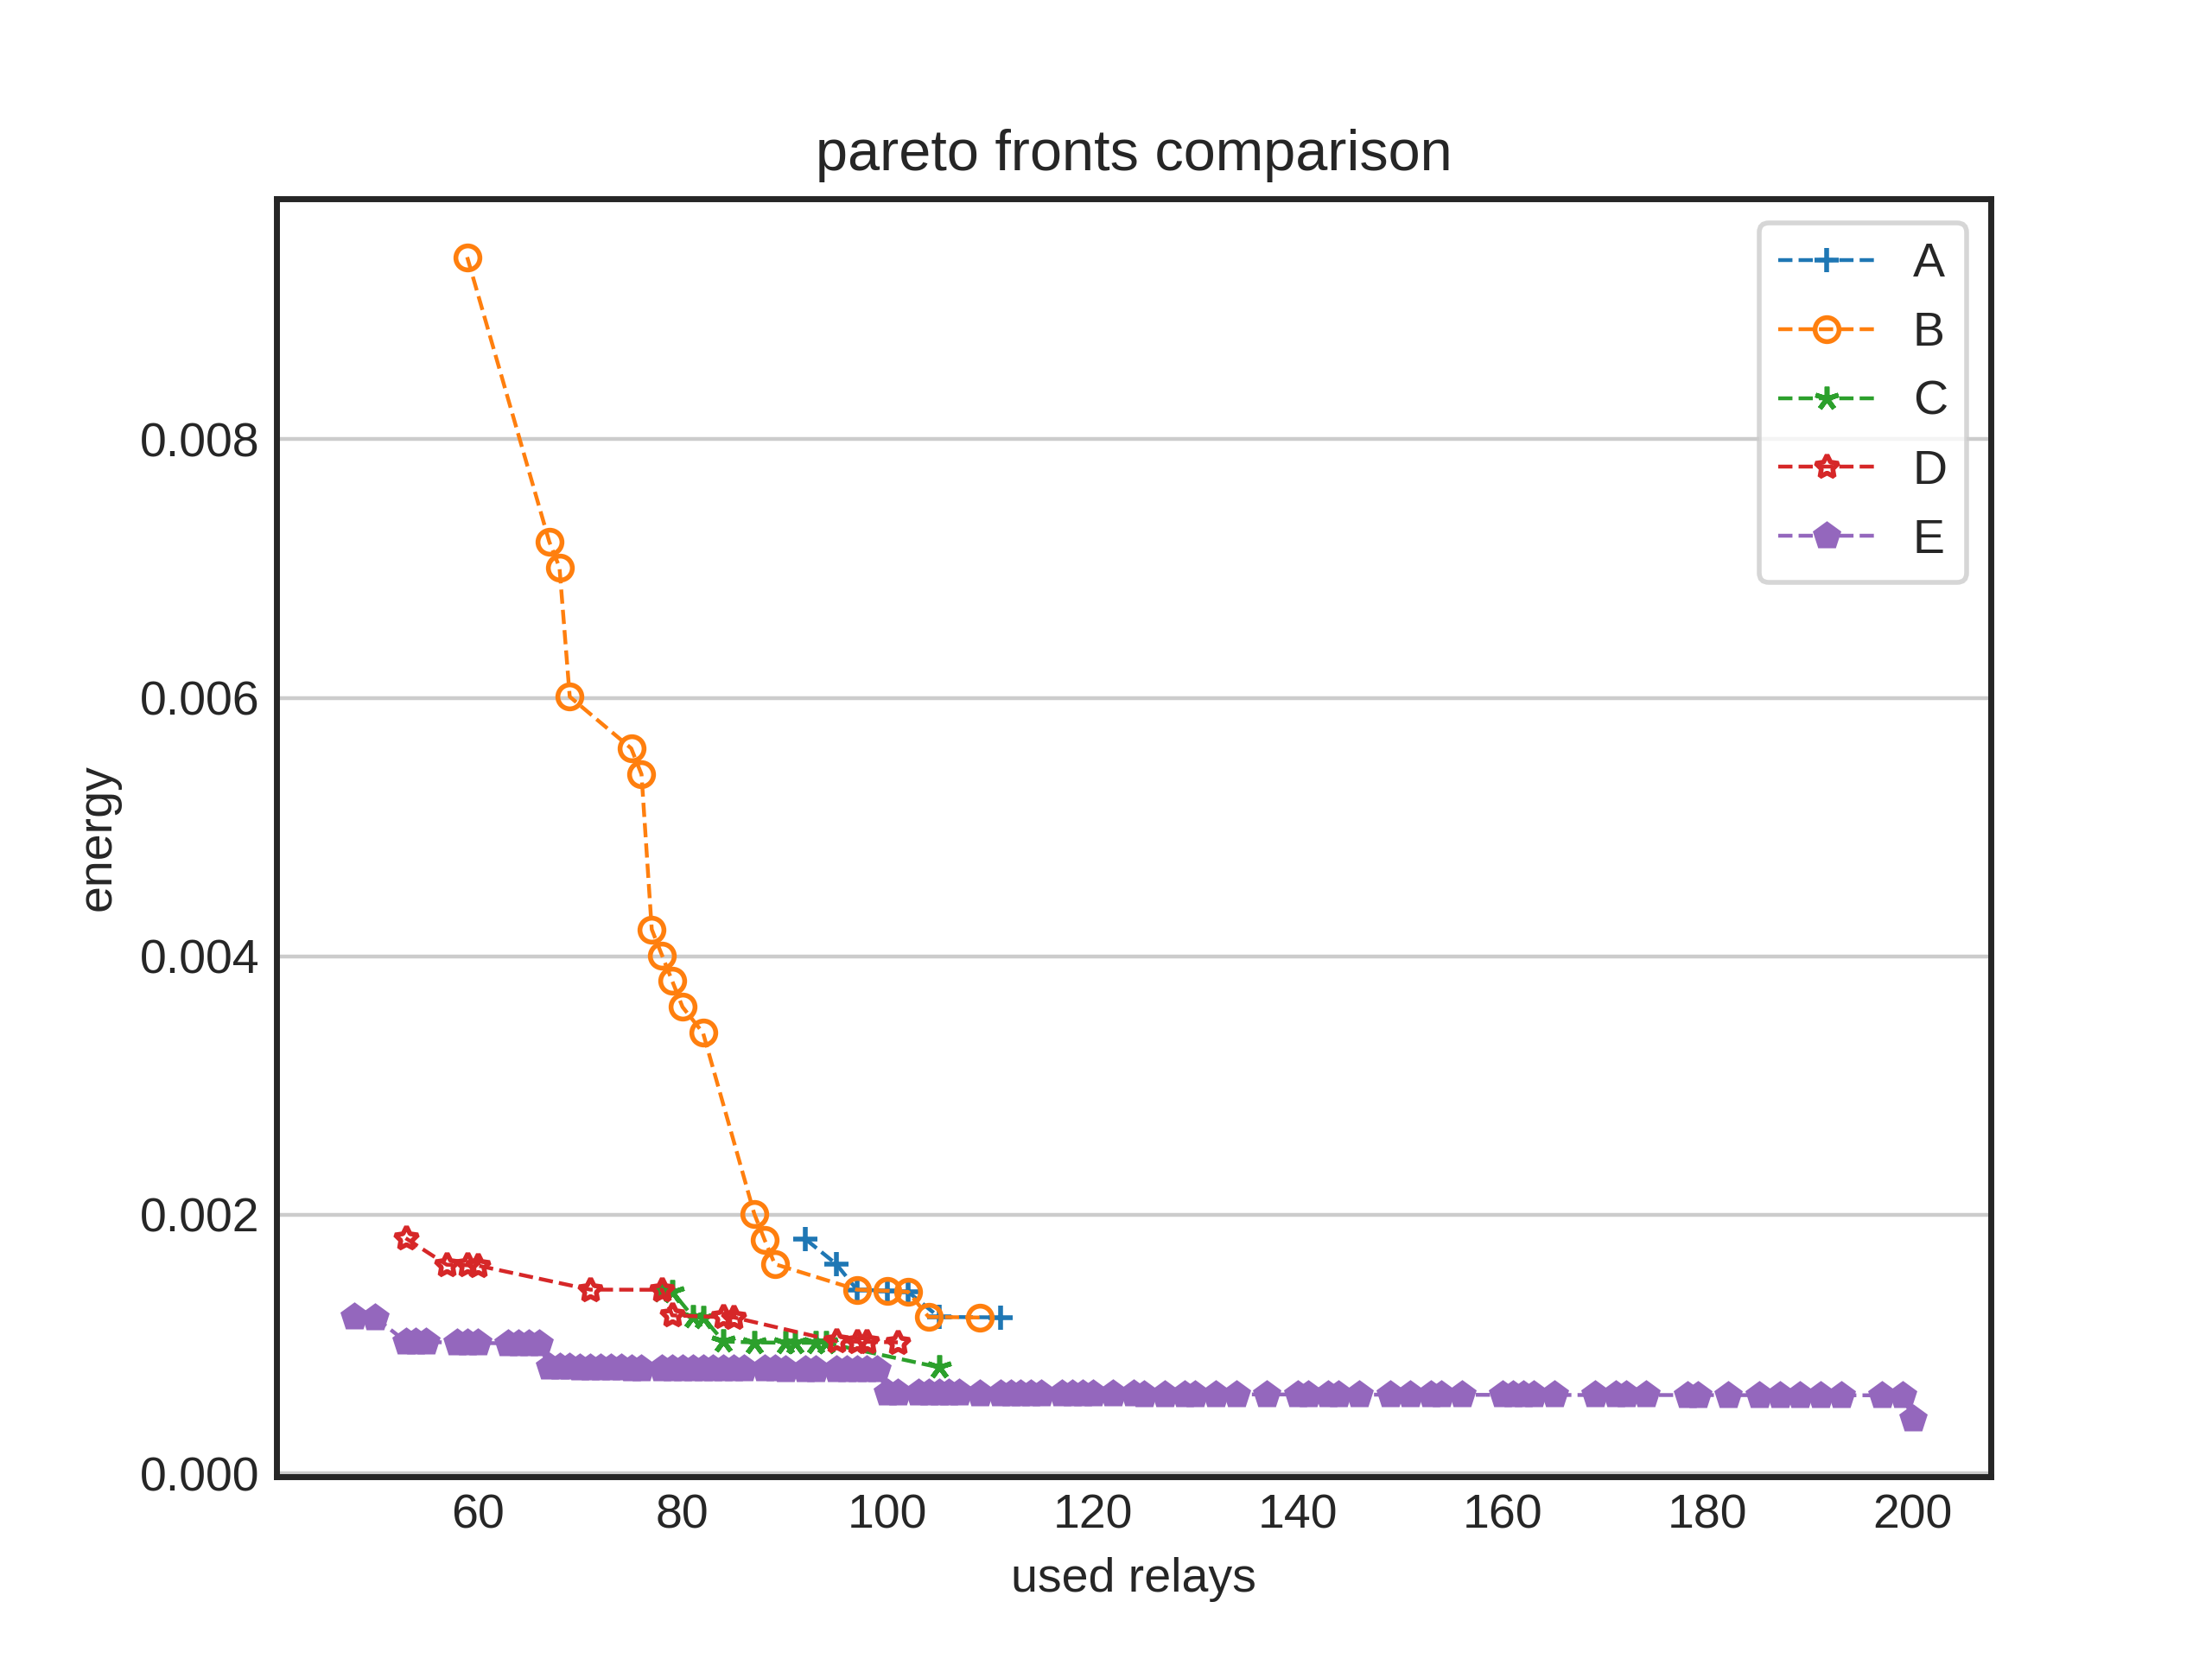 pareto fronts comparison
A
B
C
D
E
0.008
0.006
0.004
0.002
0.000
energy
60 80 100 120 140 160 180 200
used relays